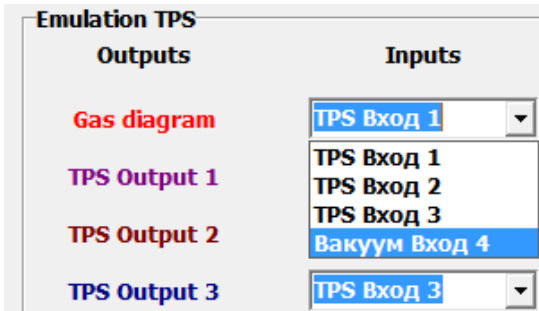 Emulation TPS
Outputs Inputs
Gas diagram TPS Вход 1
TPS Вход 1
TPS Output 1 TPS Вход 2
TPS Вход 3
TPS Output 2 Вакуум Вход 4
TPS Output 3 TPS Вход 3